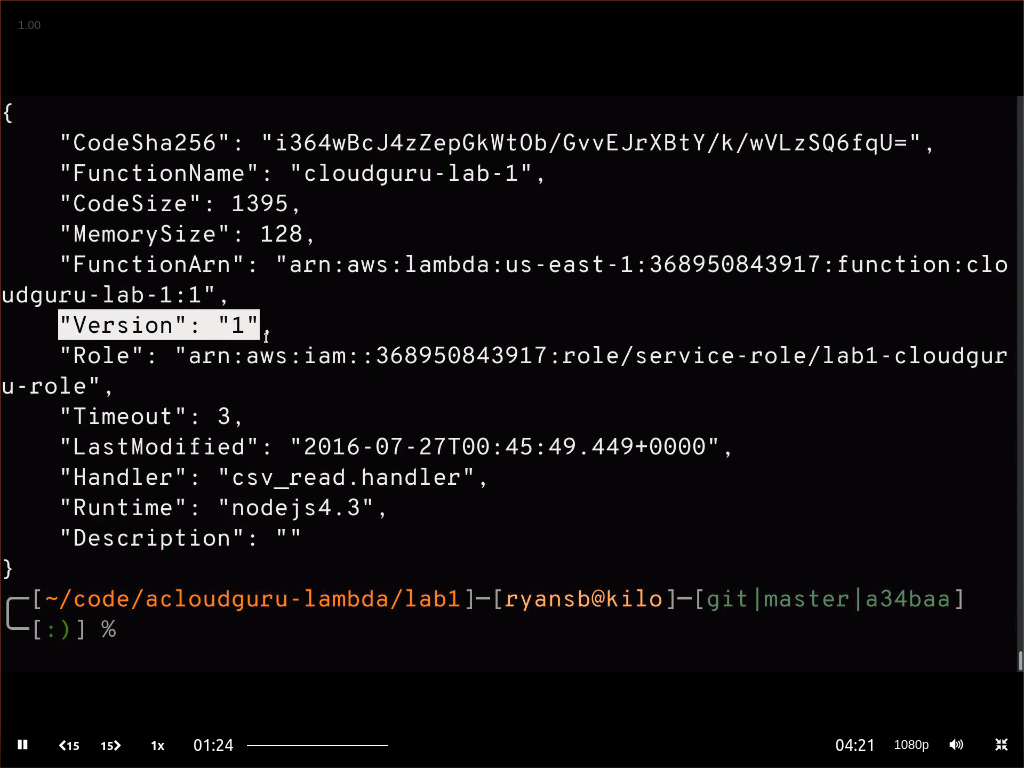 1.00
{
"CodeSha256": "i364wBcJ4zZepGkWtOb/GvvEJrXBtY/k/wVLzSQ6fqU=",
"FunctionName": "cloudguru-lab-1",
"CodeSize": 1395,
"MemorySize": 128,
"FunctionArn": "arn:aws:lambda:us-east-1:368950843917:function:clo
udguru-lab-1:1",
"Version": "1",
"Role": "arn:aws:iam::368950843917:role/service-role/lab1-cloudgur
u-role",
"Timeout": 3,
"LastModified": "2016-07-27T00:45:49.449+0000",
"Handler": "csv_read.handler",
"Runtime": "nodejs4.3",
"Description": ""
}
[~/code/acloudguru-lambda/lab1]─[ryansb@kilo]─[git|master|a34baa]
[:)] %
15 15 1x 01:24 04:21 1080p